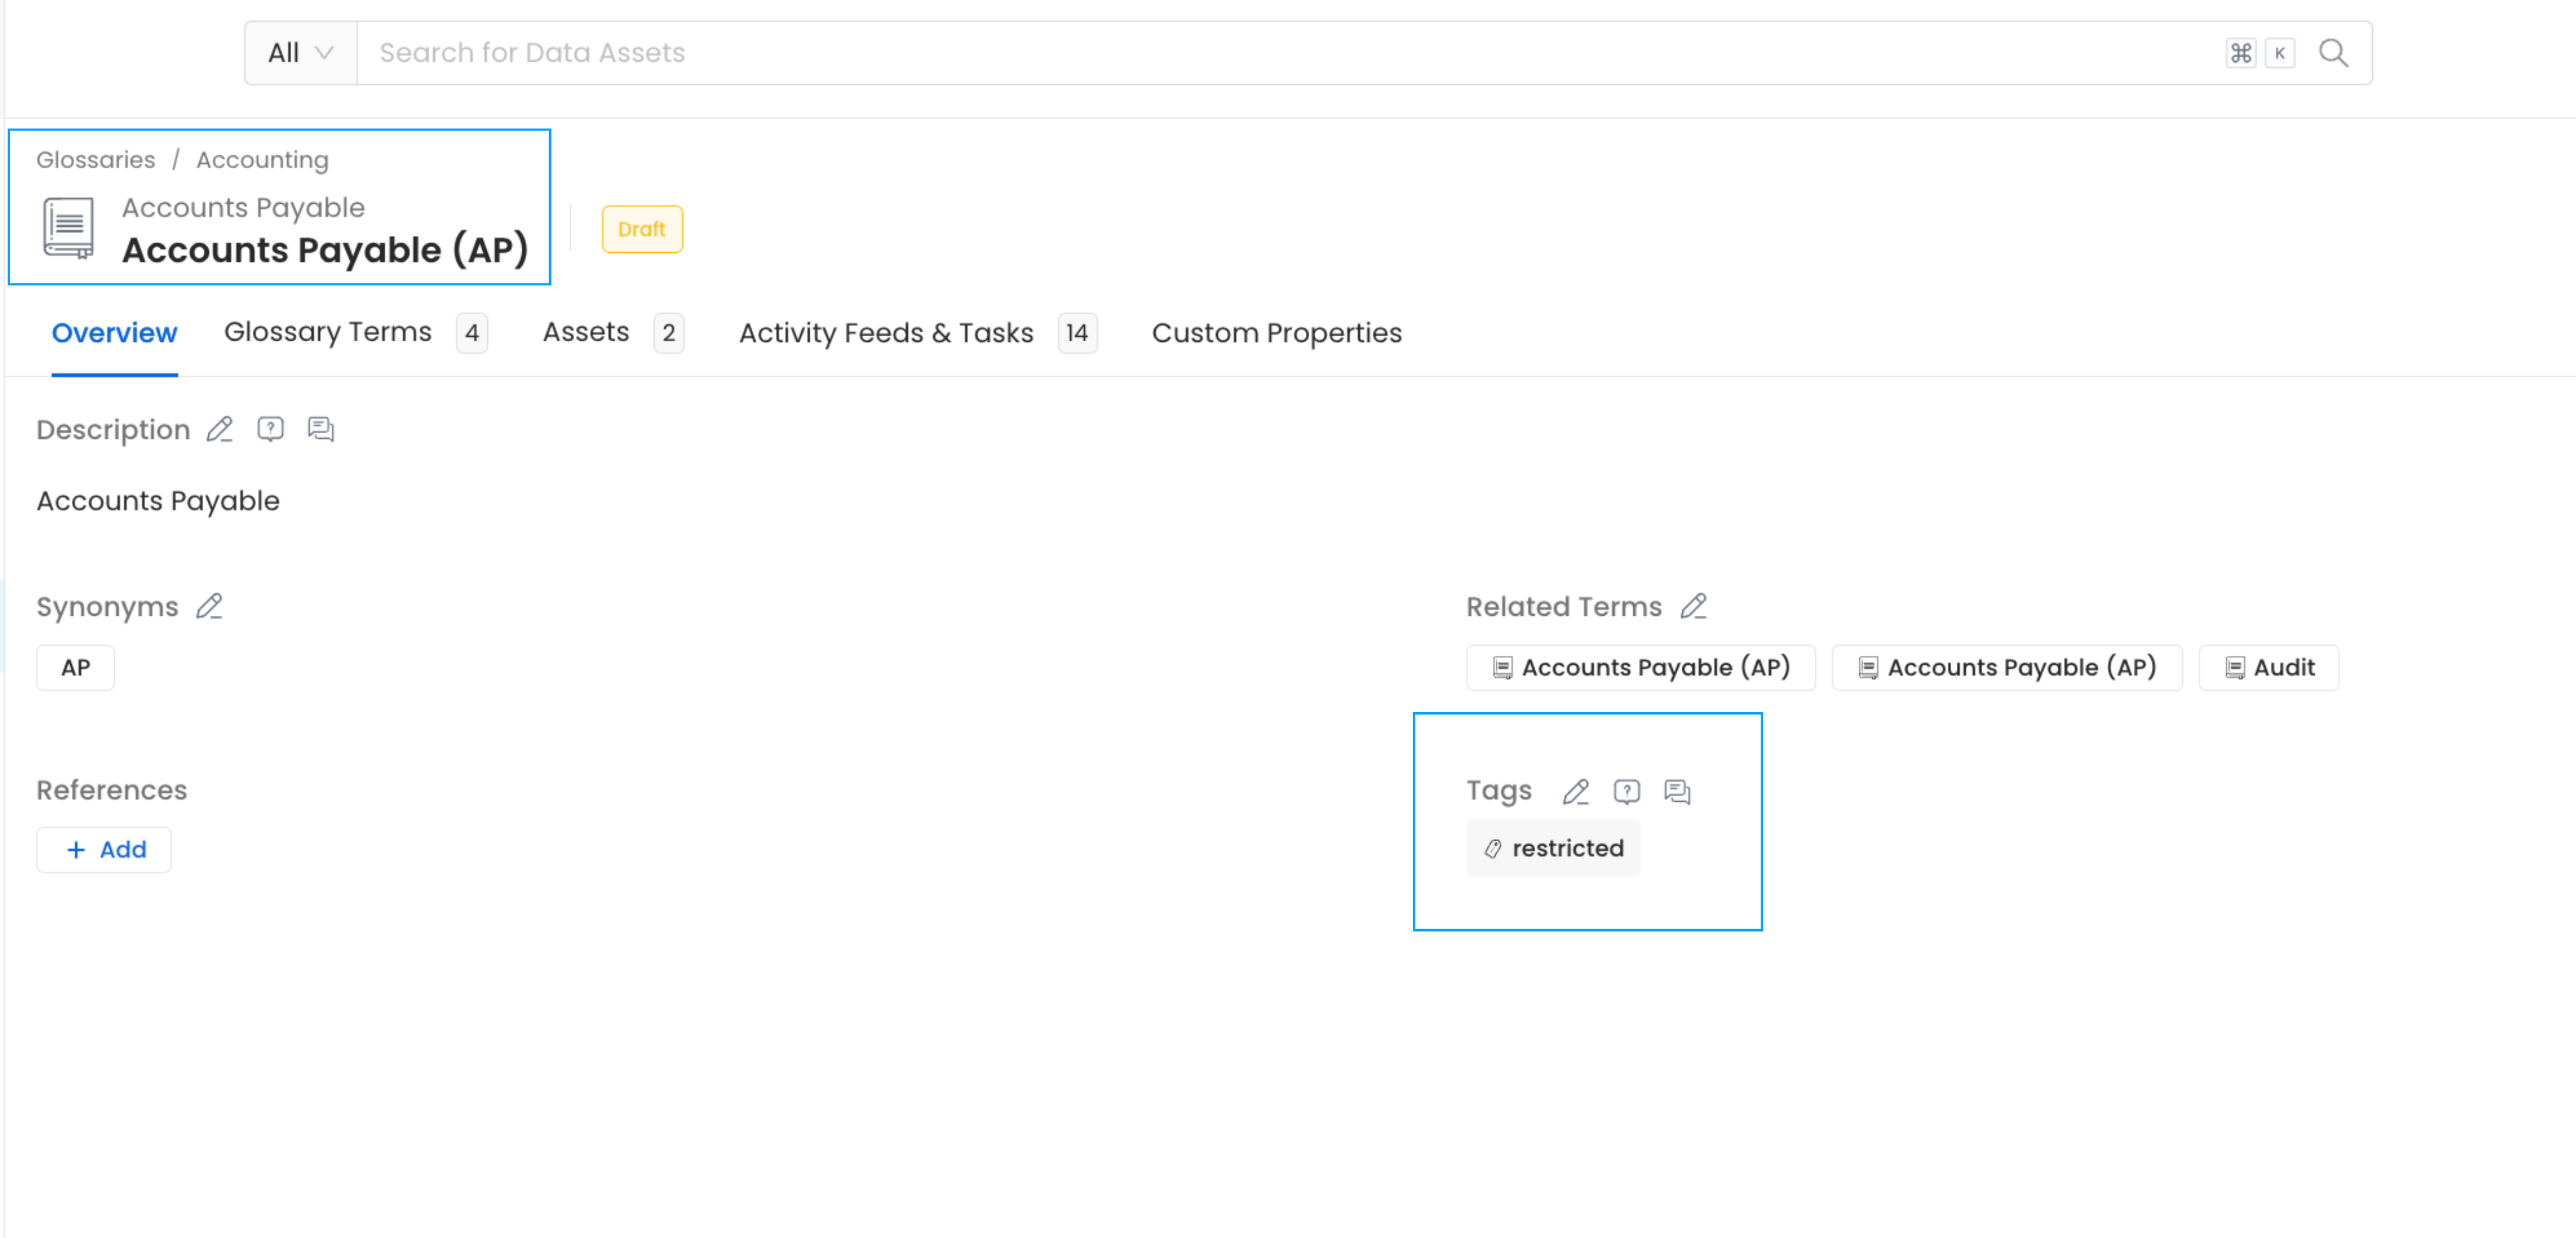 All Search for Data Assets ⌘ K
Glossaries / Accounting
Accounts Payable
Accounts Payable (AP)
Draft
Overview Glossary Terms 4 Assets 2 Activity Feeds & Tasks 14 Custom Properties
Description
Accounts Payable
Synonyms
AP
Related Terms
Accounts Payable (AP) Accounts Payable (AP) Audit
References
+ Add
Tags
restricted